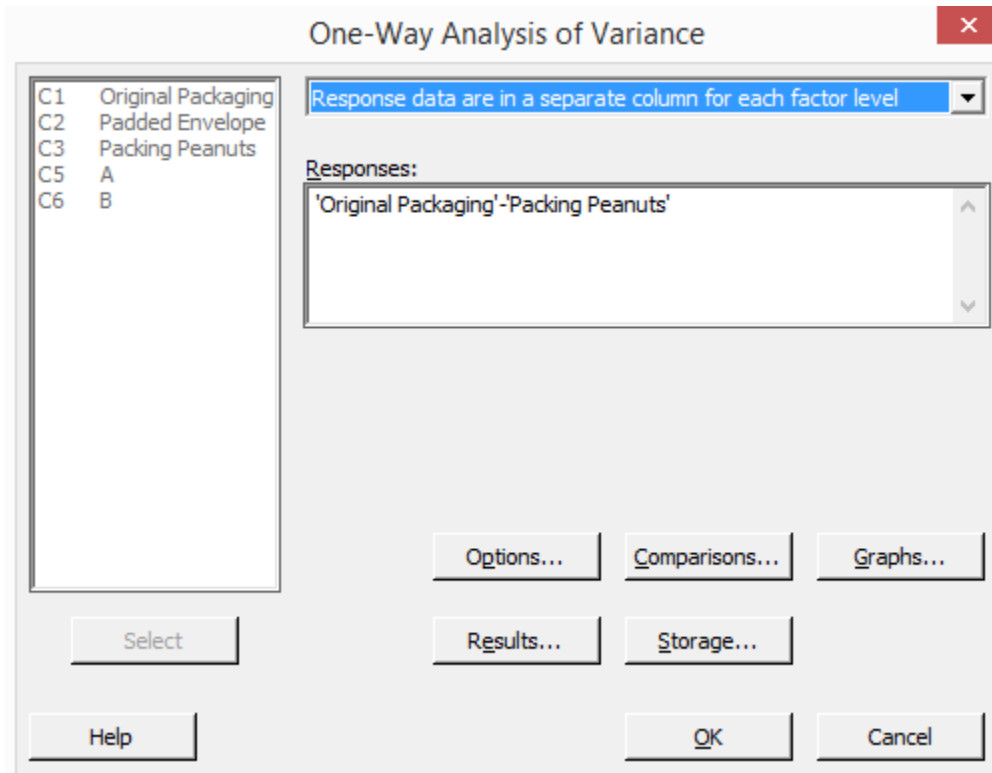 One-Way Analysis of Variance
C1 Original Packaging
C2 Padded Envelope
C3 Packing Peanuts
C5 A
C6 B
Response data are in a separate column for each factor level
Responses:
'Original Packaging'-'Packing Peanuts'
Options... Comparisons... Graphs...
Select Results... Storage...
Help OK Cancel